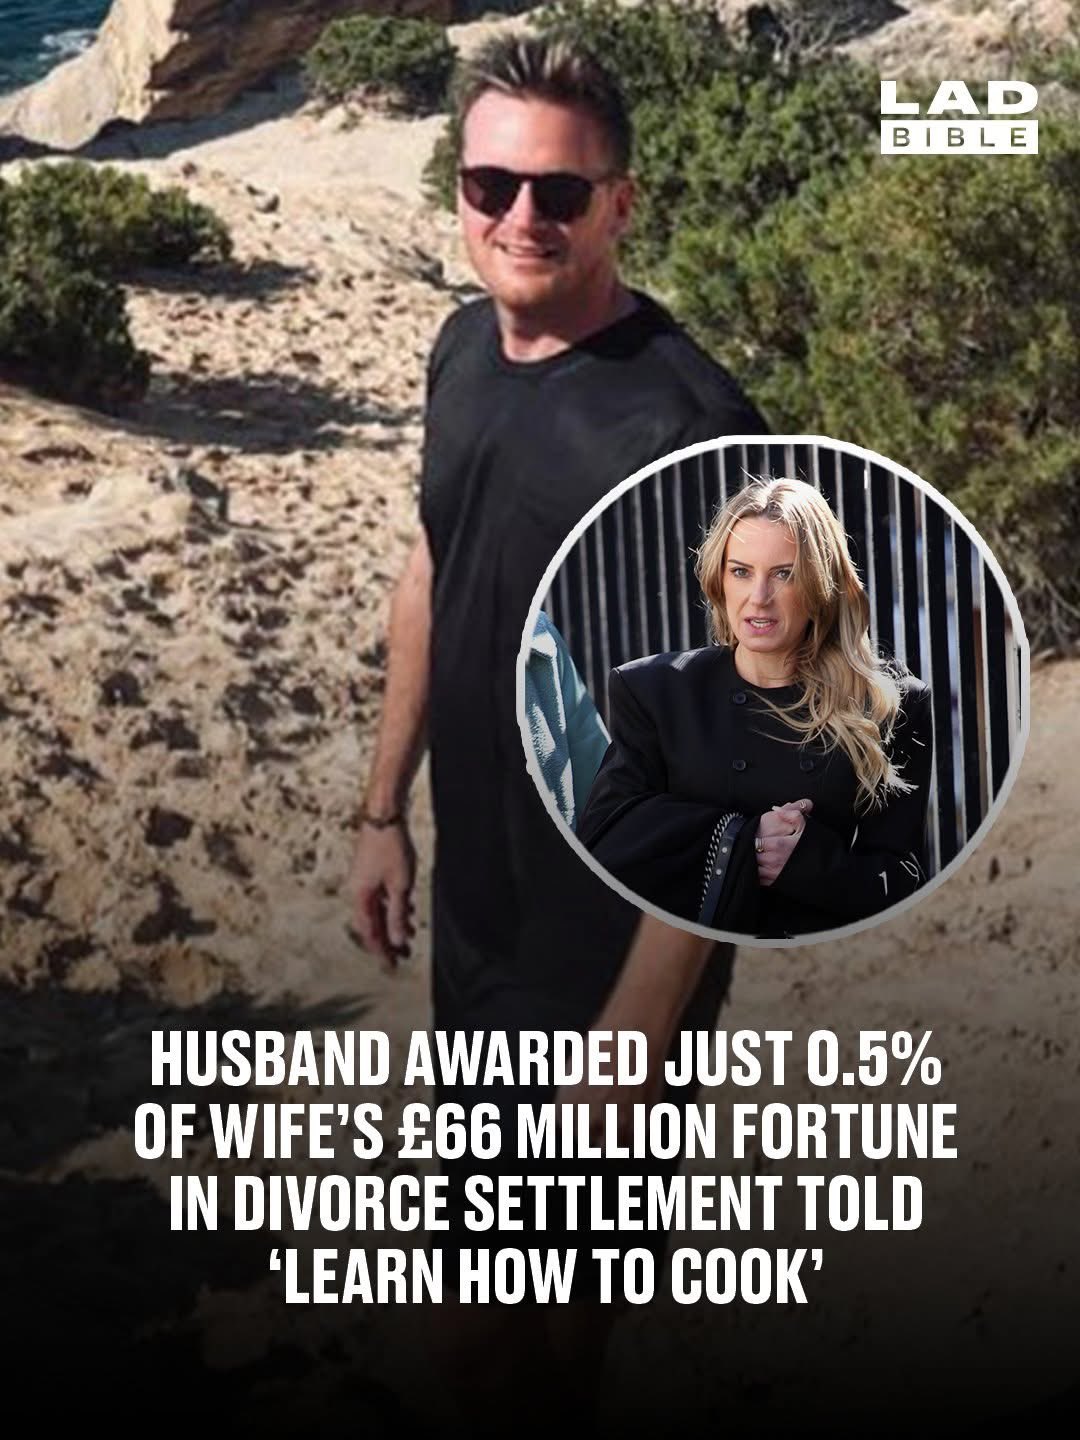 LAD
BIBLE
HUSBAND AWARDED JUST 0.5%
OF WIFE'S £66 MILLION FORTUNE
IN DIVORCE SETTLEMENT TOLD
‘LEARN HOW TO COOK’